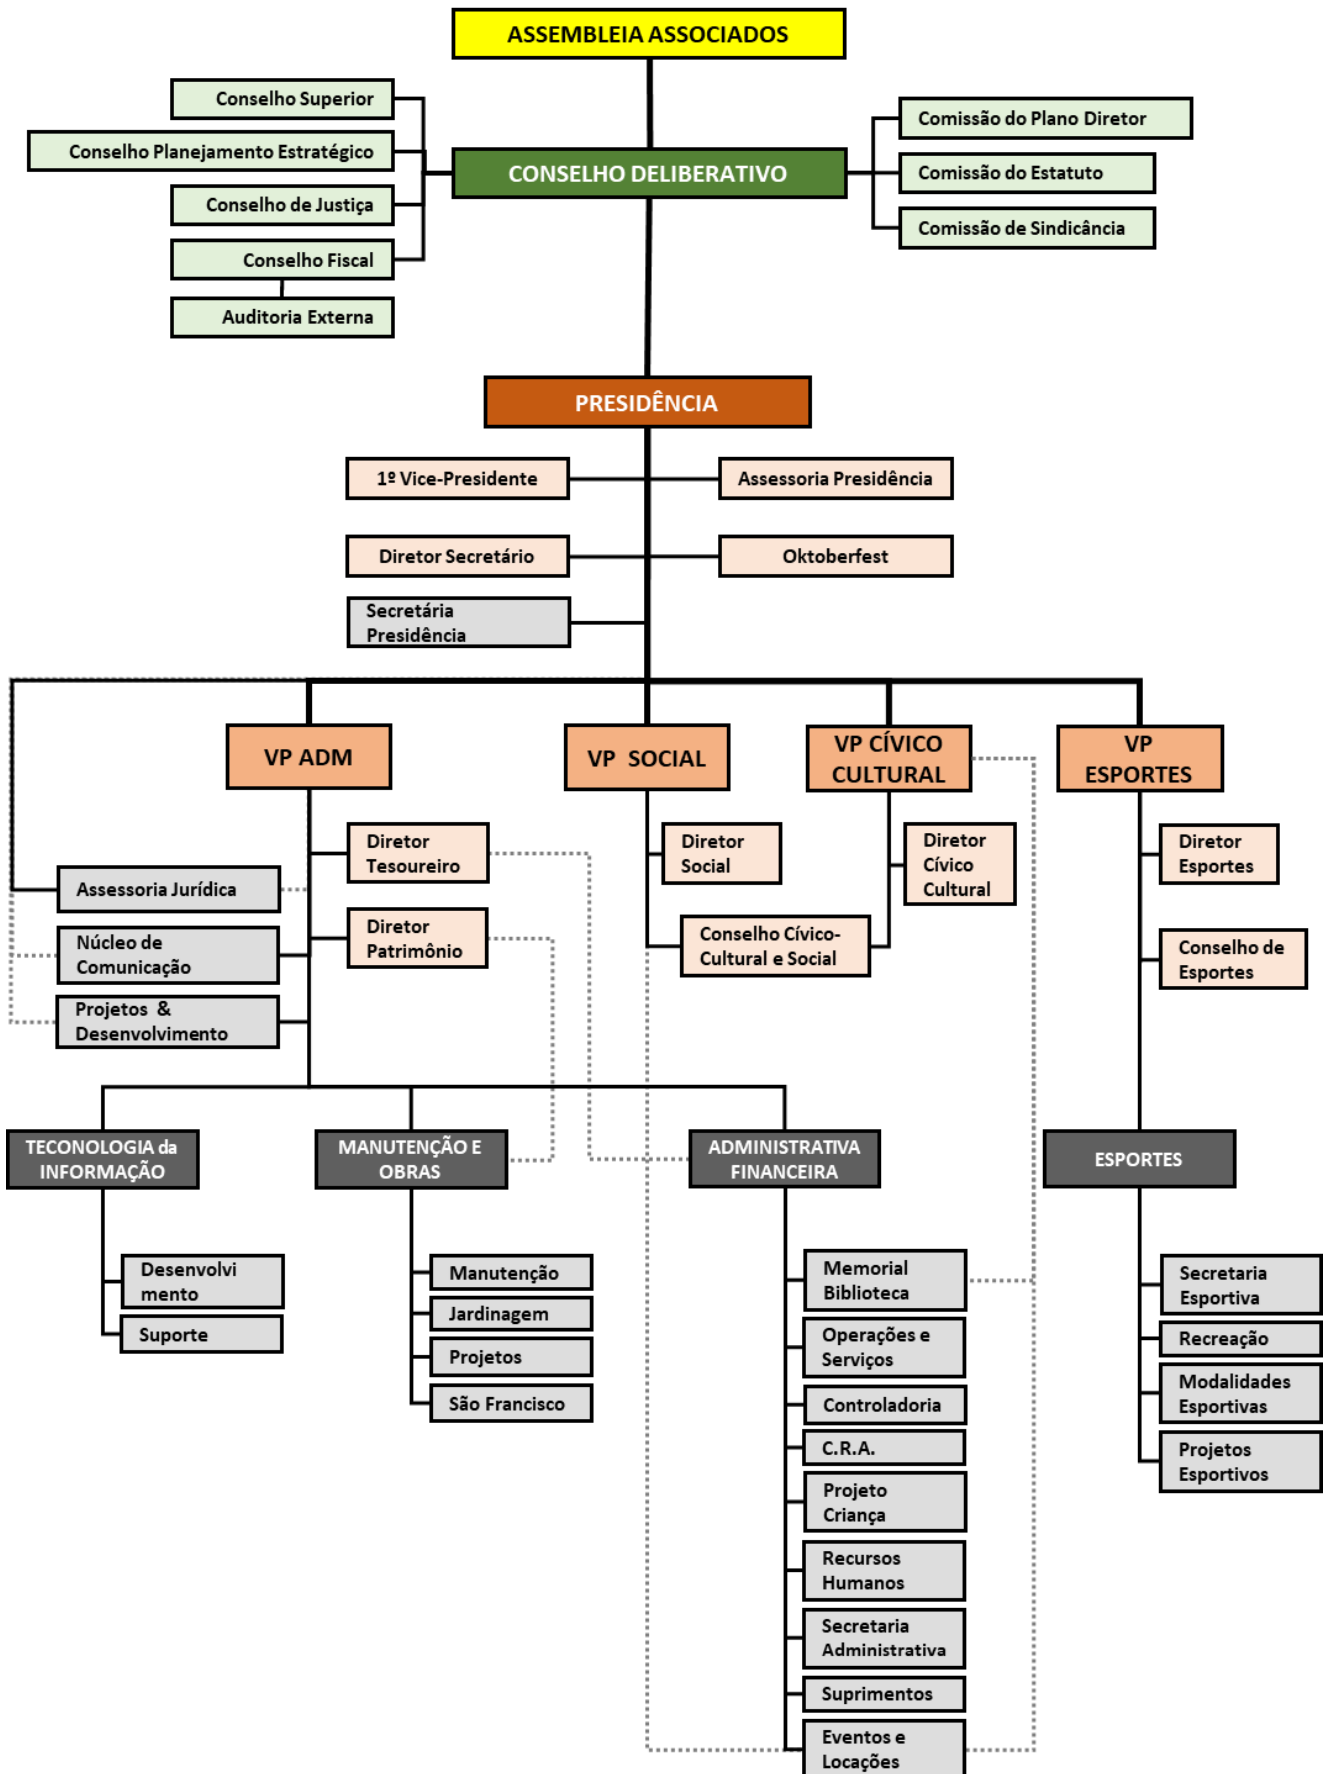 ASSEMBLEIA ASSOCIADOS
Conselho Superior
Conselho Planejamento Estratégico
Conselho de Justiça
Conselho Fiscal
Auditoria Externa
CONSELHO DELIBERATIVO
Comissão do Plano Diretor
Comissão do Estatuto
Comissão de Sindicância
PRESIDÊNCIA
1º Vice-Presidente
Assessoria Presidência
Diretor Secretário
Oktoberfest
Secretária
Presidência
VP ADM
VP SOCIAL
VP CÍVICO
CULTURAL
VP
ESPORTES
Diretor
Tesoureiro
Diretor
Patrimônio
Assessoria Jurídica
Núcleo de
Comunicação
Projetos &
Desenvolvimento
Diretor
Social
Diretor
Cívico
Cultural
Conselho Cívico-
Cultural e Social
Diretor
Esportes
Conselho de
Esportes
TECONOLOGIA da
INFORMAÇÃO
MANUTENÇÃO E
OBRAS
ADMINISTRATIVA
FINANCEIRA
ESPORTES
Desenvolvi
mento
Suporte
Manutenção
Jardinagem
Projetos
São Francisco
Memorial
Biblioteca
Operações e
Serviços
Controladoria
C.R.A.
Projeto
Criança
Recursos
Humanos
Secretaria
Administrativa
Suprimentos
Eventos e
Locações
Secretaria
Esportiva
Recreação
Modalidades
Esportivas
Projetos
Esportivos